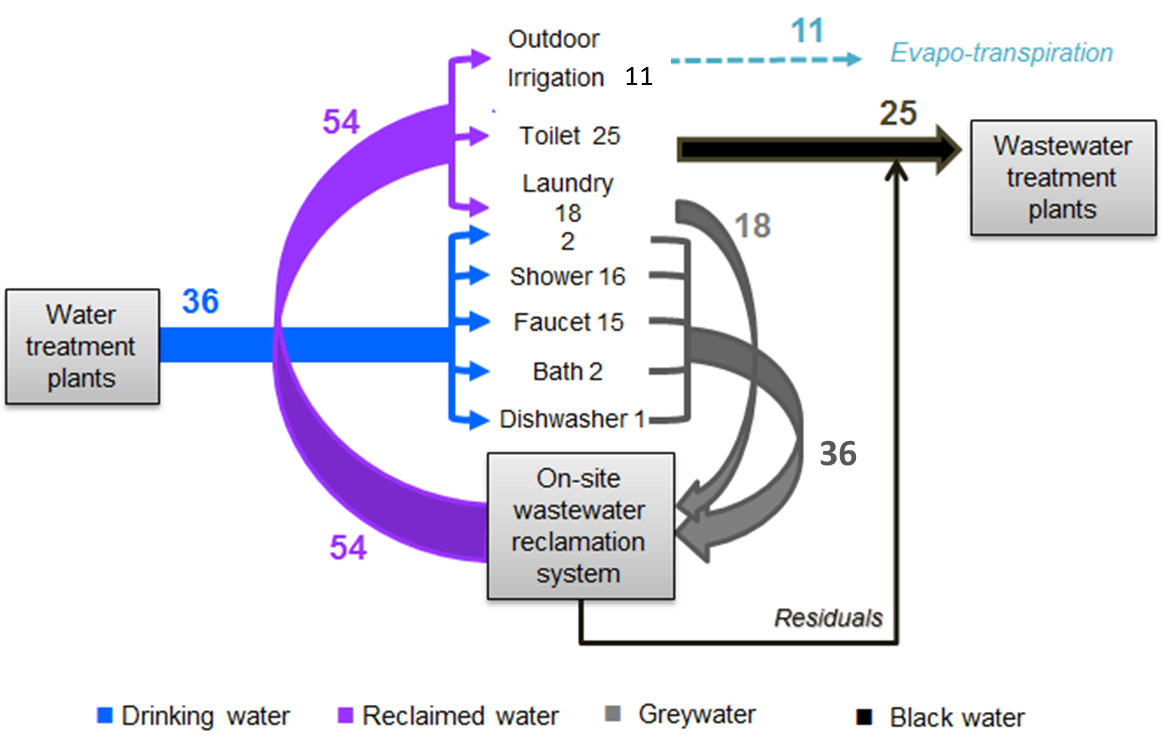 Outdoor
Irrigation 11
11
Evapo-transpiration
54
Toilet 25
25
Wastewater
treatment
plants
Laundry
18
2
18
36
Water
treatment
plants
Shower 16
Faucet 15
Bath 2
Dishwasher 1
36
On-site
wastewater
reclamation
system
54
Residuals
Drinking water
Reclaimed water
Greywater
Black water